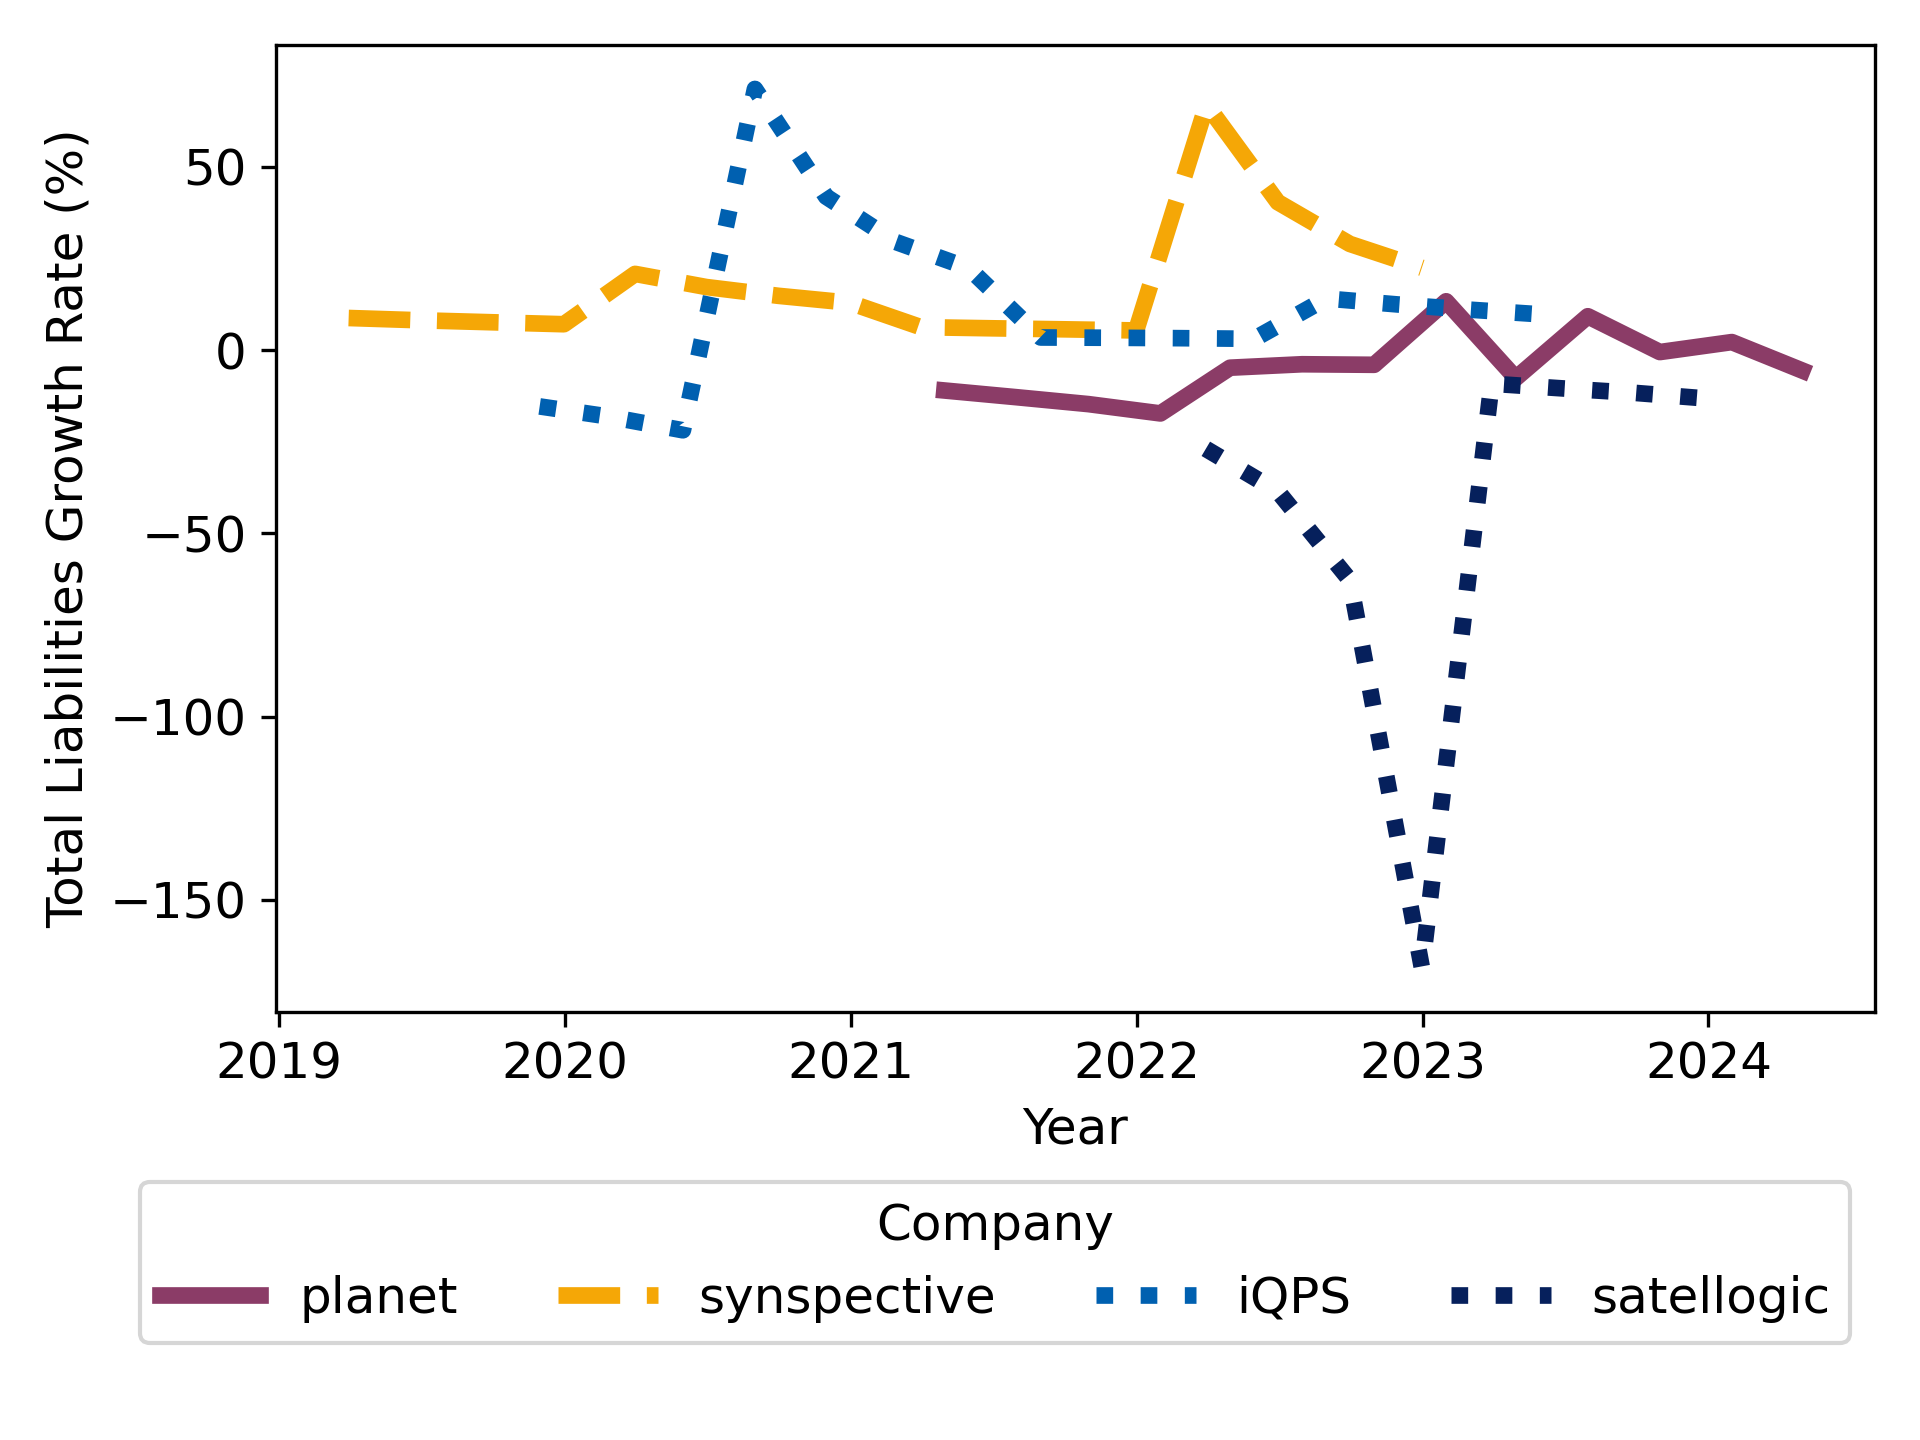 Total Liabilities Growth Rate (%)
50
0
−50
−100
−150
2019 2020 2021 2022 2023 2024
Year
Company
planet synspective iQPS satellogic